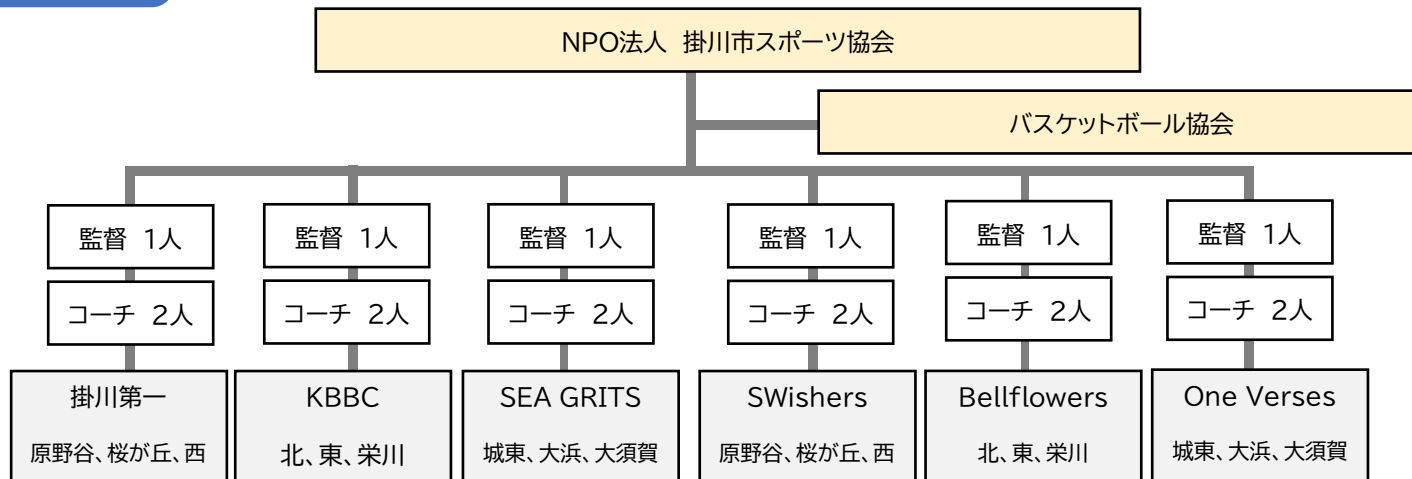 NPO法人 掛川市スポーツ協会
バスケットボール協会
監督 1人
監督 1人
監督 1人
監督 1人
監督 1人
監督 1人
コーチ 2人
コーチ 2人
コーチ 2人
コーチ 2人
コーチ 2人
コーチ 2人
掛川第一
原野谷、桜が丘、西
KBBC
北、東、栄川
SEA GRITS
城東、大浜、大須賀
SWishers
原野谷、桜が丘、西
Bellflowers
北、東、栄川
One Verses
城東、大浜、大須賀